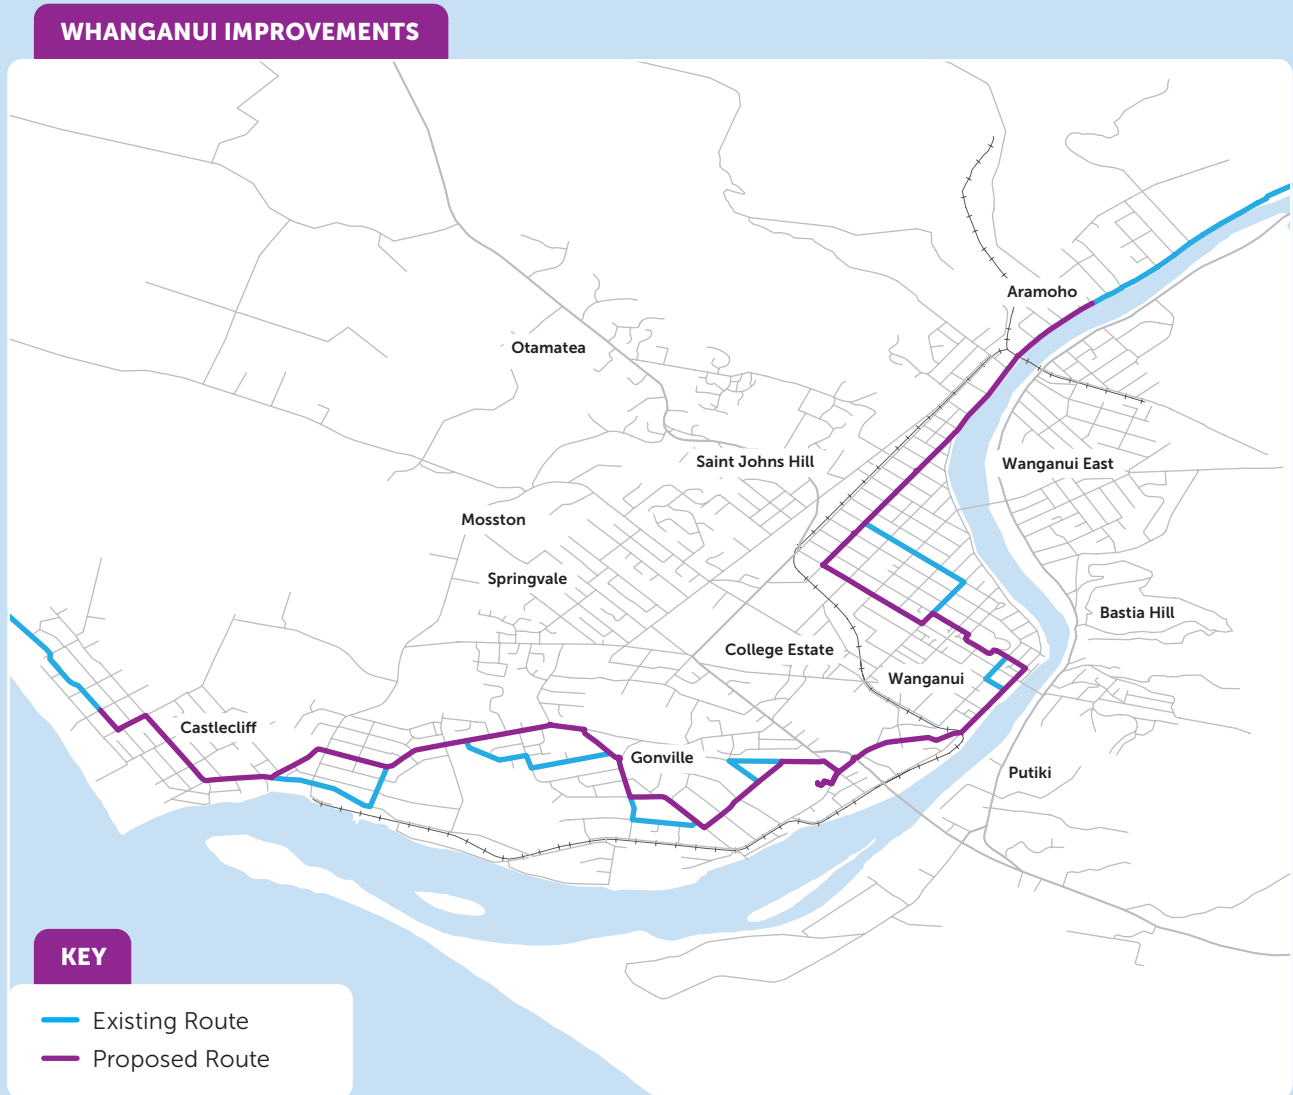 WHANGANUI IMPROVEMENTS
Aramoho
Otamatea
Saint Johns Hill
Wanganui East
Mosston
Springvale
Bastia Hill
College Estate
Wanganui
Castlecliff
Gonville
Putiki
KEY
Existing Route
Proposed Route